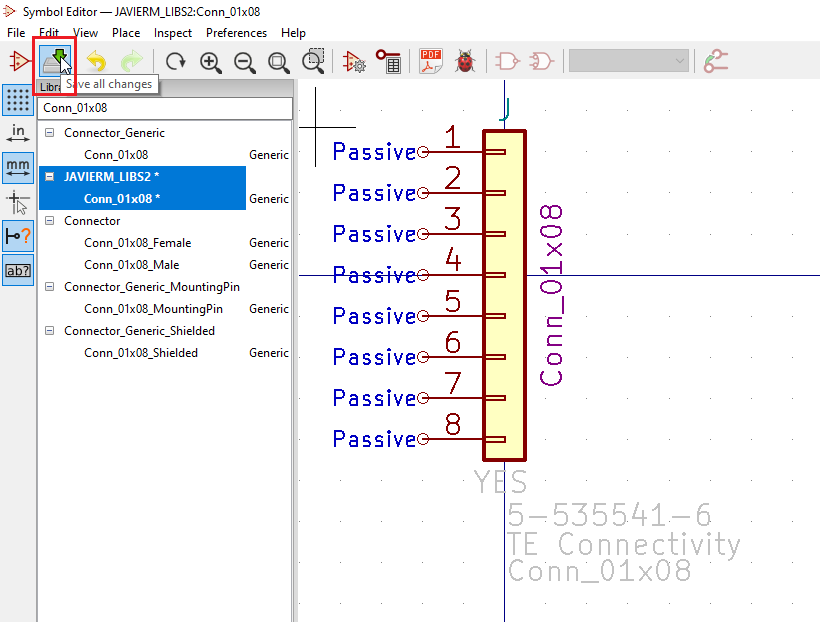 Symbol Editor — JAVIERM_LIBS2:Conn_01x08
File Edit View Place Inspect Preferences Help
PDF
Libra
Save all changes
Conn_01x08
in
mm
ab?
Connector_Generic
Conn_01x08 Generic
JAVIERM_LIBS2 *
Conn_01x08 * Generic
Connector
Conn_01x08_Female Generic
Conn_01x08_Male Generic
Connector_Generic_MountingPin
Conn_01x08_MountingPin Generic
Connector_Generic_Shielded
Conn_01x08_Shielded Generic
J
Passive 1
Passive 2
Passive 3
Passive 4
Passive 5
Passive 6
Passive 7
Passive 8
Conn_01x08
YES
5-535541-6
TE Connectivity
Conn_01x08